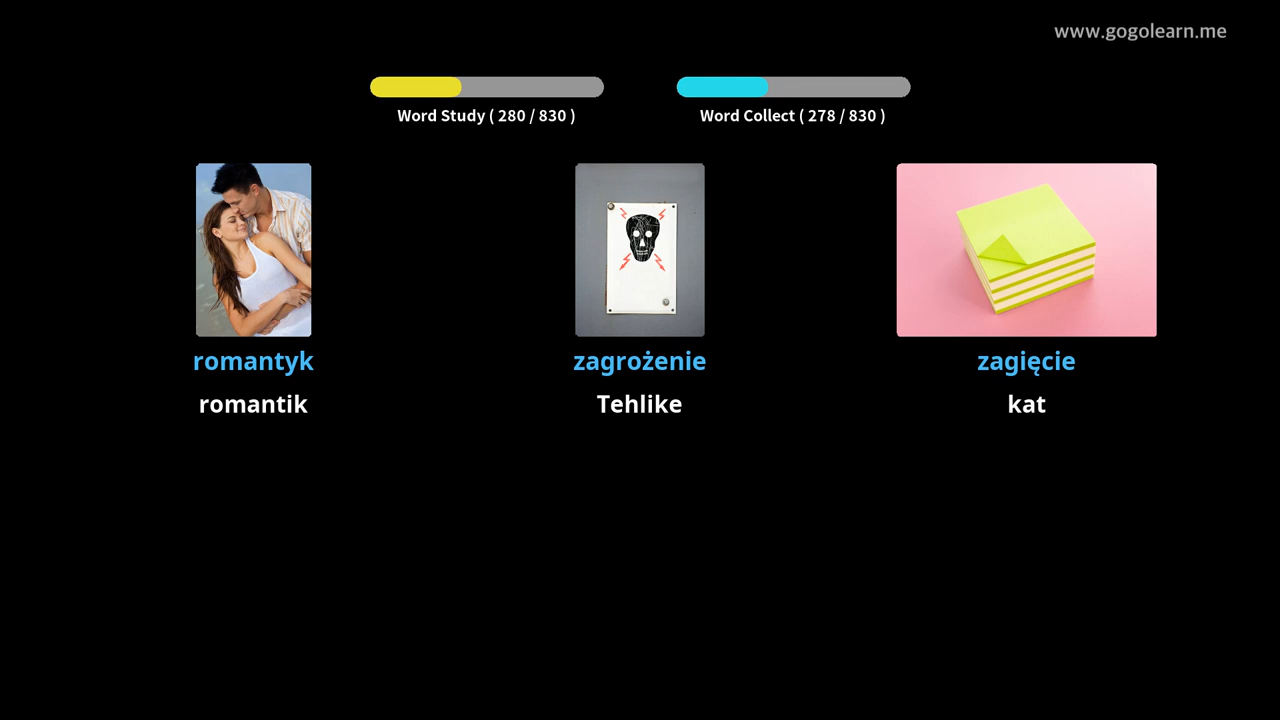 www.gogolearn.me
Word Study ( 280 / 830 )
Word Collect ( 278 / 830 )
romantyk
zagrożenie
zagięcie
romantik
Tehlike
kat